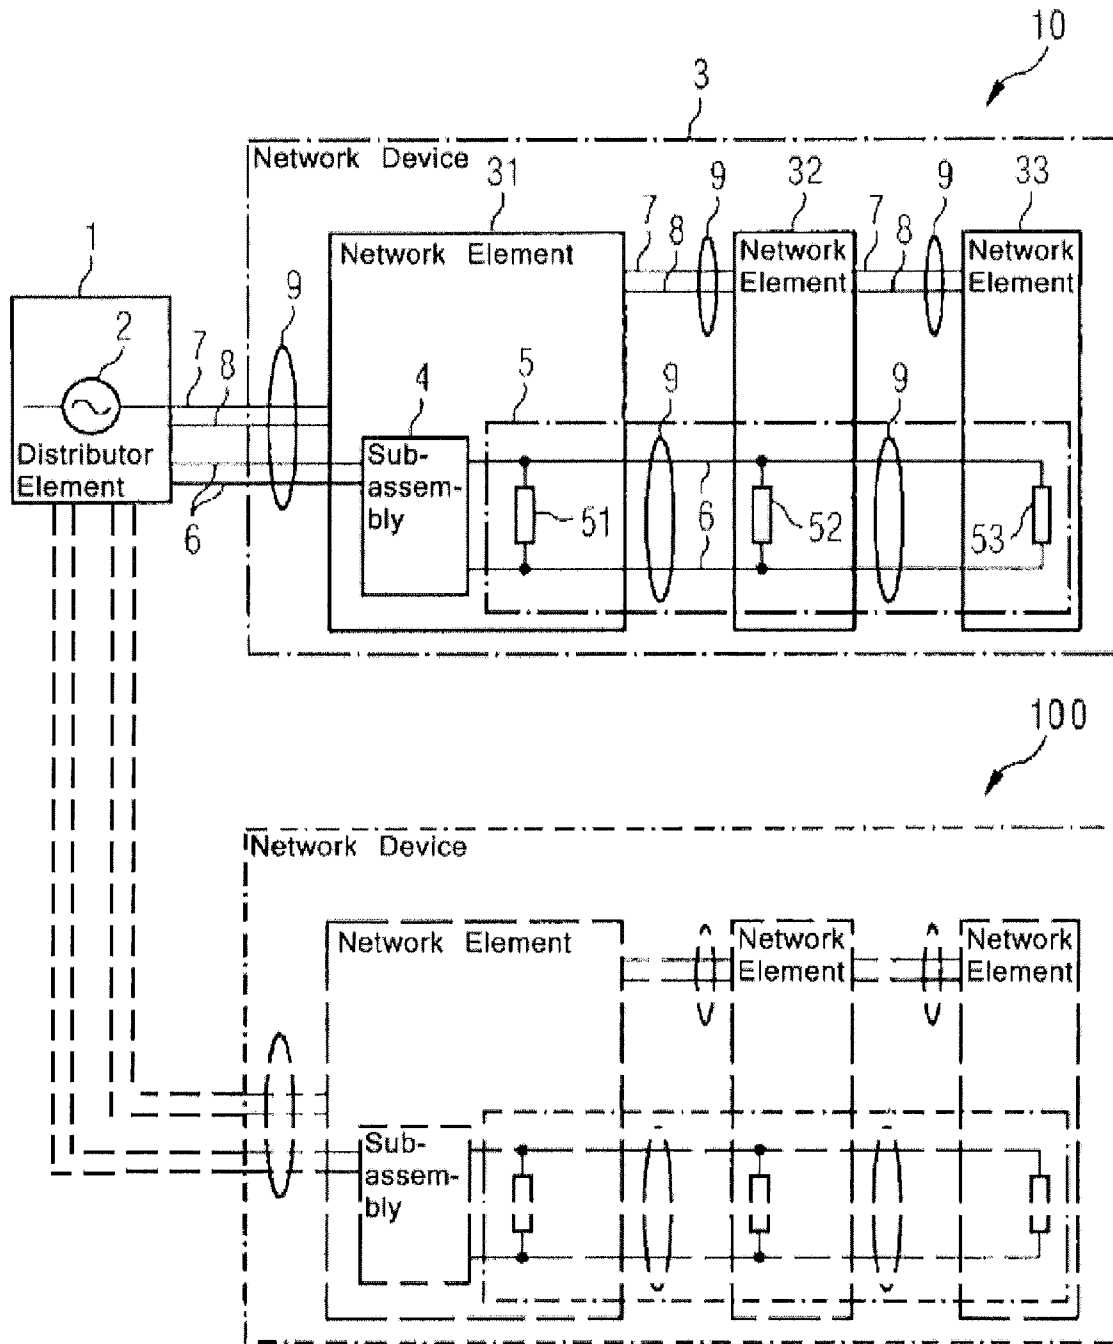 10
3
Network Device
31
9
32
9
33
7
8
7
8
1
Network Element
Network
Element
Network
Element
9
2
7
8
4
5
9
9
Distributor
Element
Sub-
assem-
bly
6
51
6
52
53
100
Network Device
Network Element
Network
Element
Network
Element
Sub-
assem-
bly